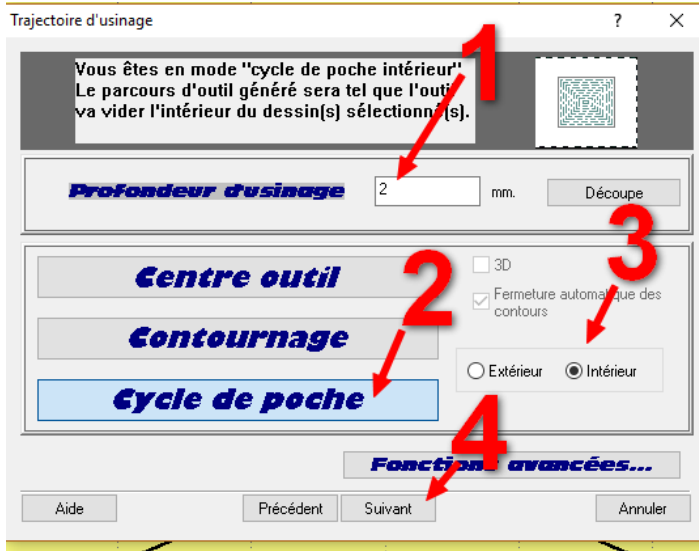 Trajectoire d'usinage ? ×
Vous êtes en mode "cycle de poche intérieur"
Le parcours d'outil généré sera tel que l'outil
va vider l'intérieur du dessin(s) sélectionné(s).
1
Profondeur d'usinage 2 mm. Découpe
3
2
Centre outil
3D
Contournage
Fermeture automatique des
contours
Cycle de poche
Extérieur Intérieur
4
Fonctions avancées...
Aide Précédent Suivant Annuler